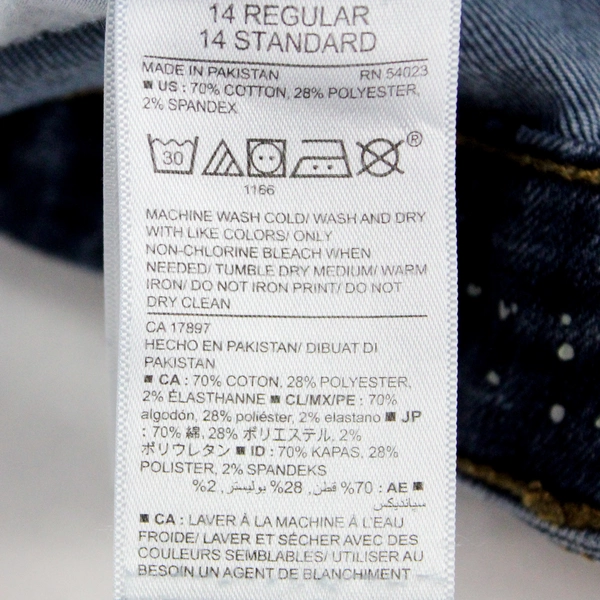 14 REGULAR
14 STANDARD
MADE IN PAKISTAN RN 54023
■ US : 70% COTTON, 28% POLYESTER,
2% SPANDEX
30
®
1166
MACHINE WASH COLD/ WASH AND DRY
WITH LIKE COLORS/ ONLY
NON-CHLORINE BLEACH WHEN
NEEDED/ TUMBLE DRY MEDIUM/ WARM
IRON/ DO NOT IRON PRINT/ DO NOT
DRY CLEAN
CA 17897
HECHO EN PAKISTAN/ DIBUAT DI
PAKISTAN
■ CA : 70% COTON, 28% POLYESTER,
2% ÉLASTHANNE ■ CL/MX/PE : 70%
algodón, 28% poliéster, 2% elastano ■ JP
: 70% 綿, 28% ポリエステル, 2%
ポリウレタン ■ ID : 70% KAPAS, 28%
POLISTER, 2% SPANDEKS
■ AE : 70% قطن, 28% بوليستر, 2%
سباندیکس
■ CA : LAVER À LA MACHINE À L'EAU
FROIDE/ LAVER ET SÉCHER AVEC DES
COULEURS SEMBLABLES/ UTILISER AU
BESOIN UN AGENT DE BLANCHIMENT